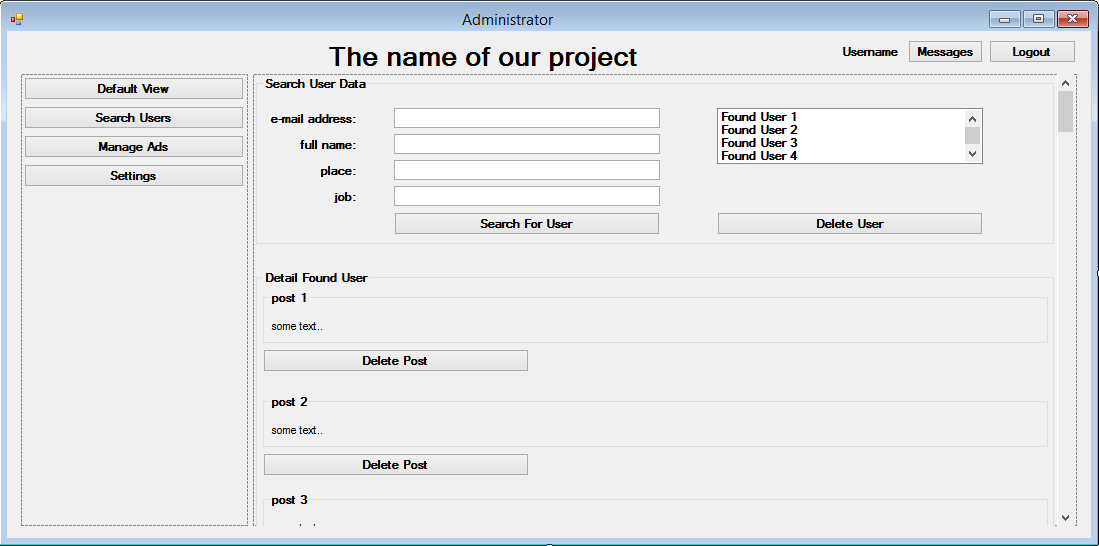 Administrator
The name of our project
Username
Messages
Logout
Default View
Search Users
Manage Ads
Settings
Search User Data
e-mail address:
full name:
place:
job:
Search For User
Found User 1
Found User 2
Found User 3
Found User 4
Delete User
Detail Found User
post 1
some text..
Delete Post
post 2
some text..
Delete Post
post 3